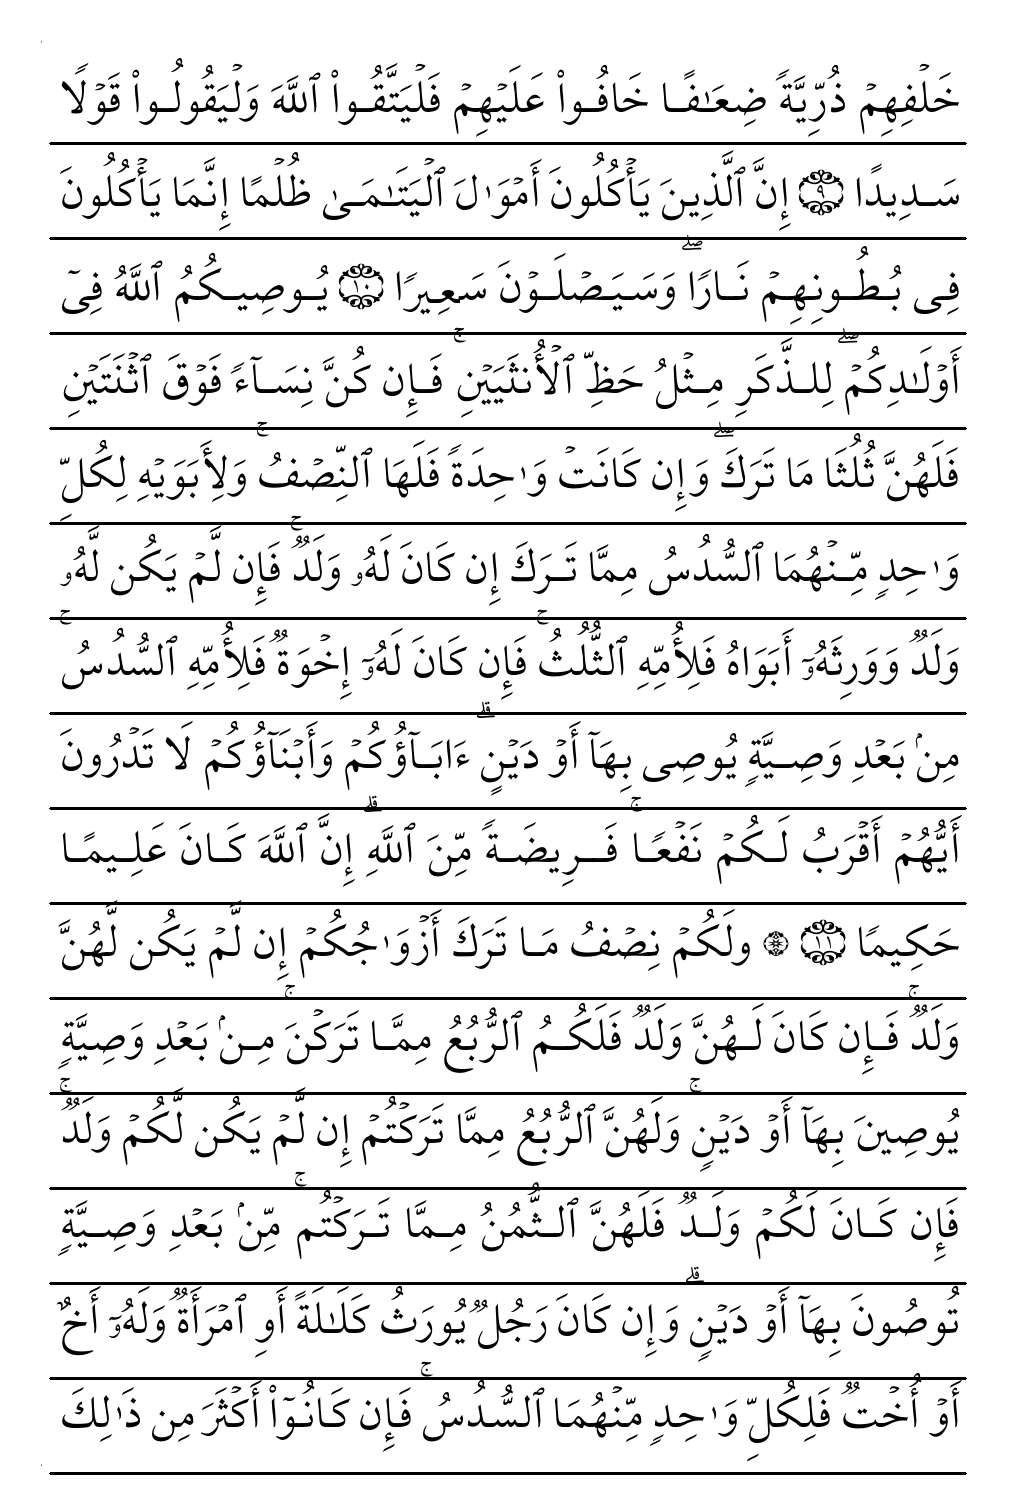 خَلۡفِهِمۡ ذُرِّيَّةٗ ضِعَٰفًا خَافُواْ عَلَيۡهِمۡ فَلۡيَتَّقُواْ ٱللَّهَ وَلۡيَقُولُواْ قَوۡلٗا
سَدِيدًا ٩ إِنَّ ٱلَّذِينَ يَأۡكُلُونَ أَمۡوَٰلَ ٱلۡيَتَٰمَىٰ ظُلۡمًا إِنَّمَا يَأۡكُلُونَ
فِى بُطُونِهِمۡ نَارٗاۖ وَسَيَصۡلَوۡنَ سَعِيرٗا ١٠ يُوصِيكُمُ ٱللَّهُ فِىٓ
أَوۡلَٰدِكُمۡۖ لِلذَّكَرِ مِثۡلُ حَظِّ ٱلۡأُنثَيَيۡنِۚ فَإِن كُنَّ نِسَآءٗ فَوۡقَ ٱثۡنَتَيۡنِ
فَلَهُنَّ ثُلُثَا مَا تَرَكَۖ وَإِن كَانَتۡ وَٰحِدَةٗ فَلَهَا ٱلنِّصۡفُۚ وَلِأَبَوَيۡهِ لِكُلِّ
وَٰحِدٖ مِّنۡهُمَا ٱلسُّدُسُ مِمَّا تَرَكَ إِن كَانَ لَهُۥ وَلَدٞۚ فَإِن لَّمۡ يَكُن لَّهُۥ
وَلَدٞ وَوَرِثَهُۥٓ أَبَوَاهُ فَلِأُمِّهِ ٱلثُّلُثُۚ فَإِن كَانَ لَهُۥٓ إِخۡوَةٞ فَلِأُمِّهِ ٱلسُّدُسُۚ
مِنۢ بَعۡدِ وَصِيَّةٖ يُوصِى بِهَآ أَوۡ دَيۡنٍۗ ءَابَآؤُكُمۡ وَأَبۡنَآؤُكُمۡ لَا تَدۡرُونَ
أَيُّهُمۡ أَقۡرَبُ لَكُمۡ نَفۡعٗاۚ فَرِيضَةٗ مِّنَ ٱللَّهِۗ إِنَّ ٱللَّهَ كَانَ عَلِيمًا
حَكِيمٗا ١١ ۞ ولَكُمۡ نِصۡفُ مَا تَرَكَ أَزۡوَٰجُكُمۡ إِن لَّمۡ يَكُن لَّهُنَّ
وَلَدٞۚ فَإِن كَانَ لَهُنَّ وَلَدٞ فَلَكُمُ ٱلرُّبُعُ مِمَّا تَرَكۡنَۚ مِنۢ بَعۡدِ وَصِيَّةٖ
يُوصِينَ بِهَآ أَوۡ دَيۡنٖۚ وَلَهُنَّ ٱلرُّبُعُ مِمَّا تَرَكۡتُمۡ إِن لَّمۡ يَكُن لَّكُمۡ وَلَدٞۚ
فَإِن كَانَ لَكُمۡ وَلَدٞ فَلَهُنَّ ٱلثُّمُنُ مِمَّا تَرَكۡتُمۚ مِّنۢ بَعۡدِ وَصِيَّةٖ
تُوصُونَ بِهَآ أَوۡ دَيۡنٖۗ وَإِن كَانَ رَجُلٞ يُورَثُ كَلَٰلَةً أَوِ ٱمۡرَأَةٞ وَلَهُۥٓ أَخٌ
أَوۡ أُخۡتٞ فَلِكُلِّ وَٰحِدٖ مِّنۡهُمَا ٱلسُّدُسُۚ فَإِن كَانُوٓاْ أَكۡثَرَ مِن ذَٰلِكَ